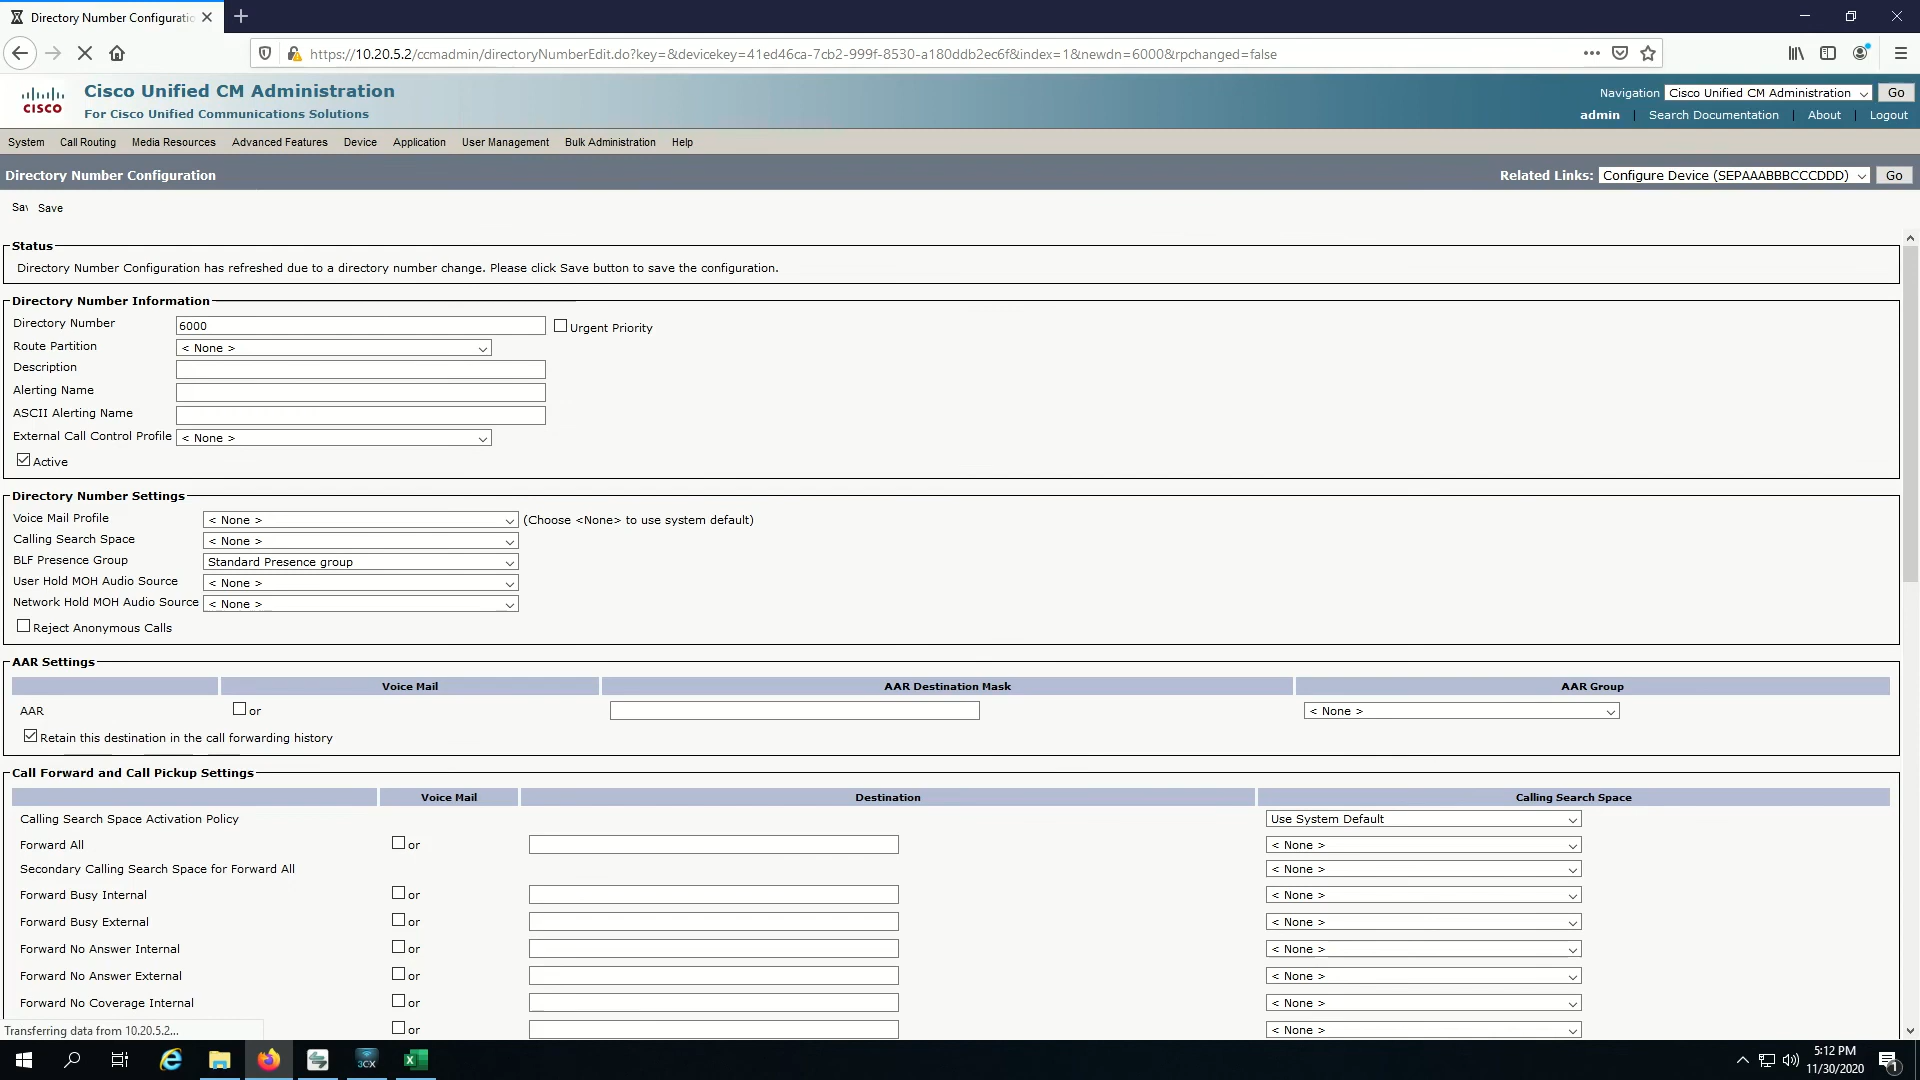 Directory Number Configuratio
https://10.20.5.2/ccmadmin/directoryNumberEdit.do?key=&devicekey=41ed46ca-7cb2-999f-8530-a180ddb2ec6f&index=1&newdn=6000&rpchanged=false
CISCO
Cisco Unified CM Administration
For Cisco Unified Communications Solutions
Navigation Cisco Unified CM Administration Go
admin | Search Documentation | About | Logout
System Call Routing Media Resources Advanced Features Device Application User Management Bulk Administration Help
Directory Number Configuration
Related Links: Configure Device (SEPAAABBBCCCDDD) Go
Sav Save
Status
Directory Number Configuration has refreshed due to a directory number change. Please click Save button to save the configuration.
Directory Number Information
Directory Number 6000 Urgent Priority
Route Partition < None >
Description
Alerting Name
ASCII Alerting Name
External Call Control Profile < None >
Active
Directory Number Settings
Voice Mail Profile < None > (Choose <None> to use system default)
Calling Search Space < None >
BLF Presence Group Standard Presence group
User Hold MOH Audio Source < None >
Network Hold MOH Audio Source < None >
Reject Anonymous Calls
AAR Settings
Voice Mail AAR Destination Mask AAR Group
AAR or < None >
Retain this destination in the call forwarding history
Call Forward and Call Pickup Settings
Voice Mail Destination Calling Search Space
Calling Search Space Activation Policy Use System Default
Forward All or < None >
Secondary Calling Search Space for Forward All < None >
Forward Busy Internal or < None >
Forward Busy External or < None >
Forward No Answer Internal or < None >
Forward No Answer External or < None >
Forward No Coverage Internal or < None >
or < None >
Transferring data from 10.20.5.2...
3CX
5:12 PM
11/30/2020
1